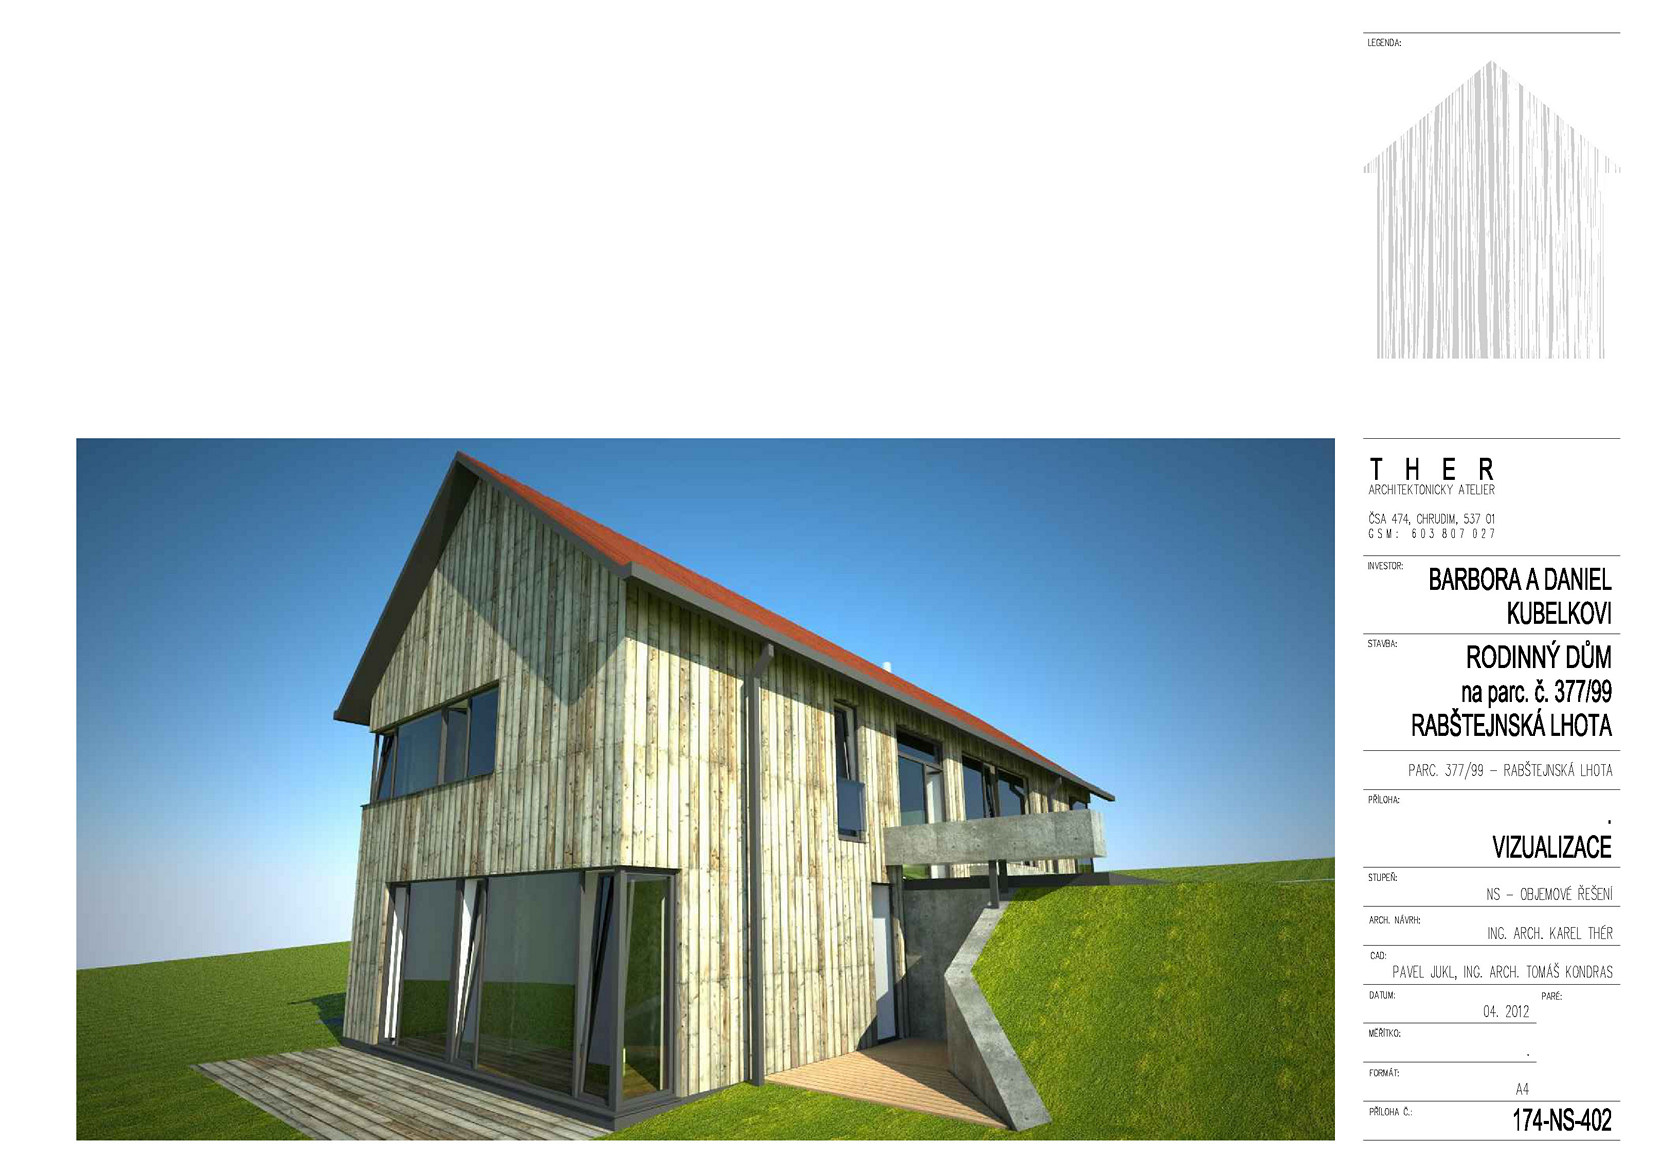 LEGENDA:
T H E R
ARCHITEKTONICKÝ ATELIER
ČSA 474, CHRUDIM, 537 01
GSM: 603 807 027
INVESTOR:
BARBORA A DANIEL
KUBELKOVI
STAVBA:
RODINNÝ DŮM
na parc. č. 377/99
RABŠTEJNSKÁ LHOTA
PARC. 377/99 – RABŠTEJNSKÁ LHOTA
PŘÍLOHA:
.
VIZUALIZACE
STUPEŇ:
NS – OBJEMOVÉ ŘEŠENÍ
ARCH. NÁVRH:
ING. ARCH. KAREL THÉR
CAD:
PAVEL JUKL, ING. ARCH. TOMÁŠ KONDRAS
DATUM:
PARÉ:
04. 2012
MĚŘÍTKO:
.
FORMÁT:
A4
PŘÍLOHA Č.:
174-NS-402